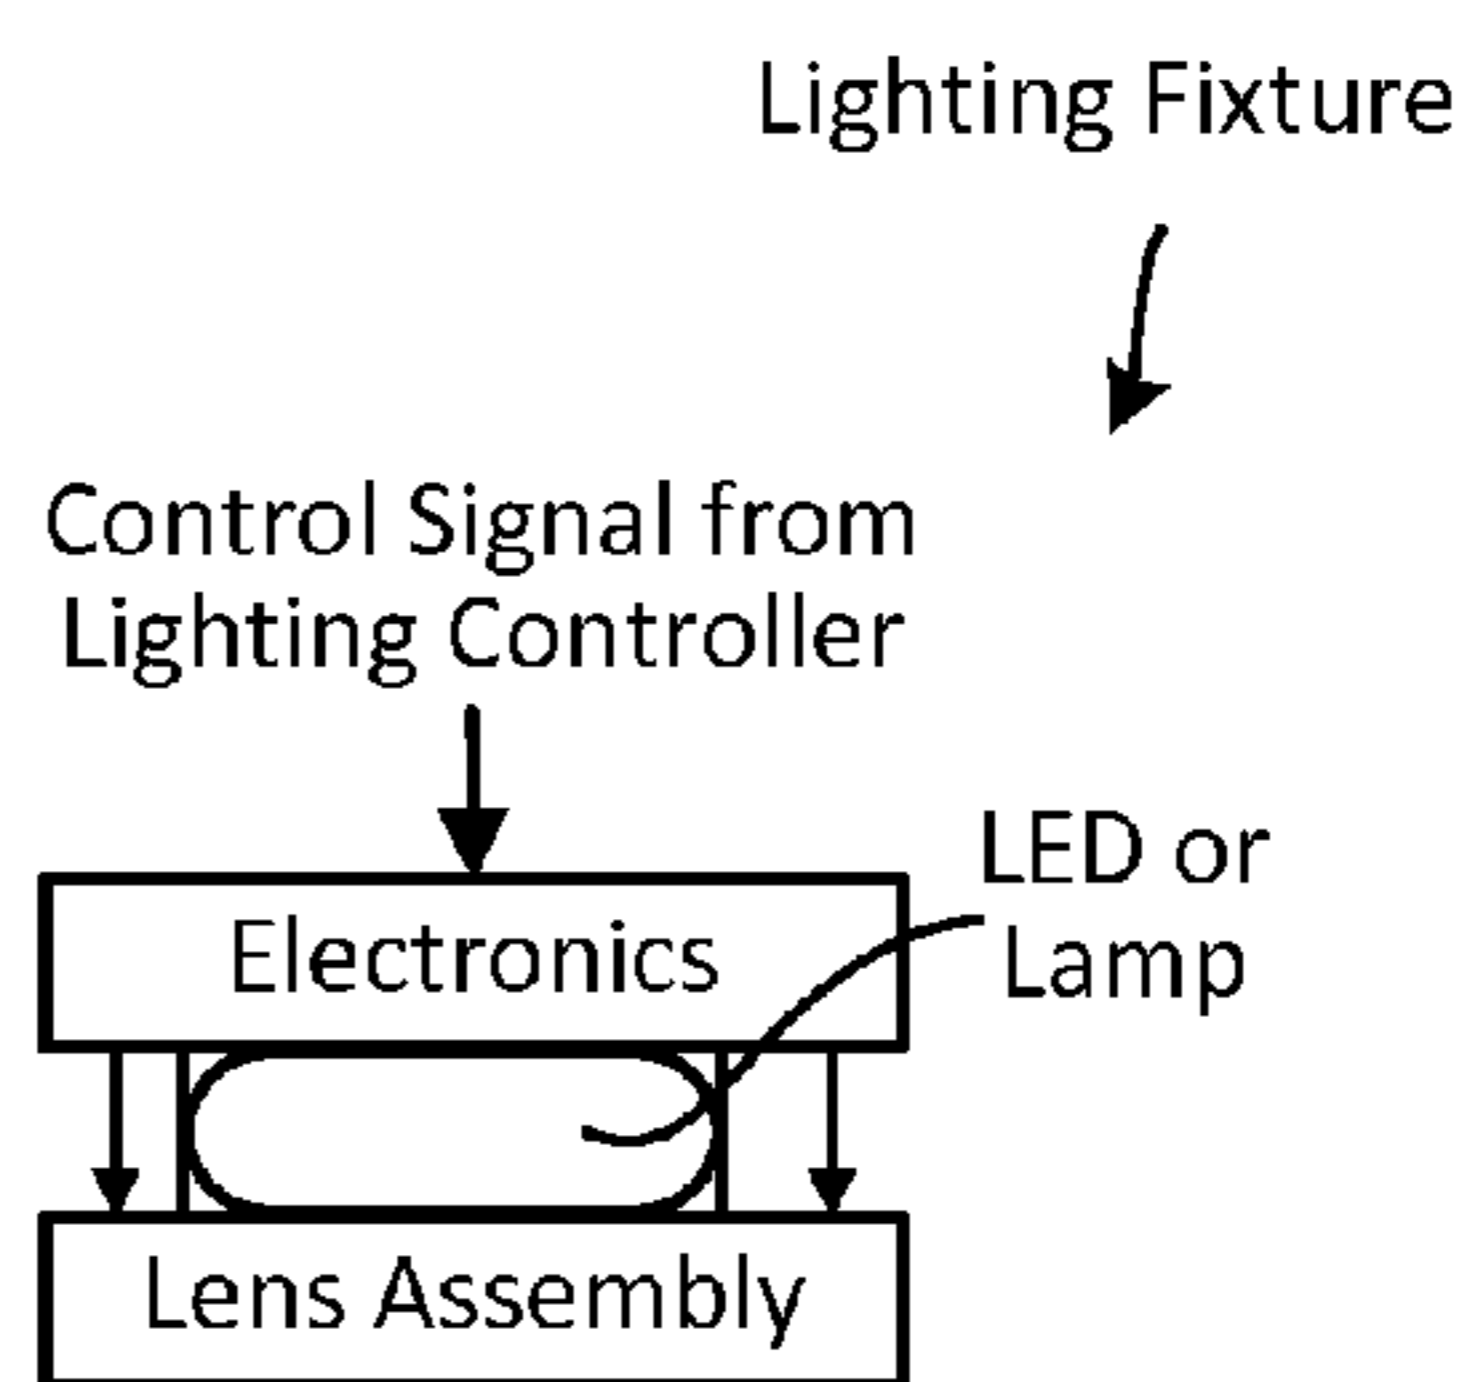 Lighting Fixture
Control Signal from
Lighting Controller
LED or
Lamp
Electronics
Lens Assembly